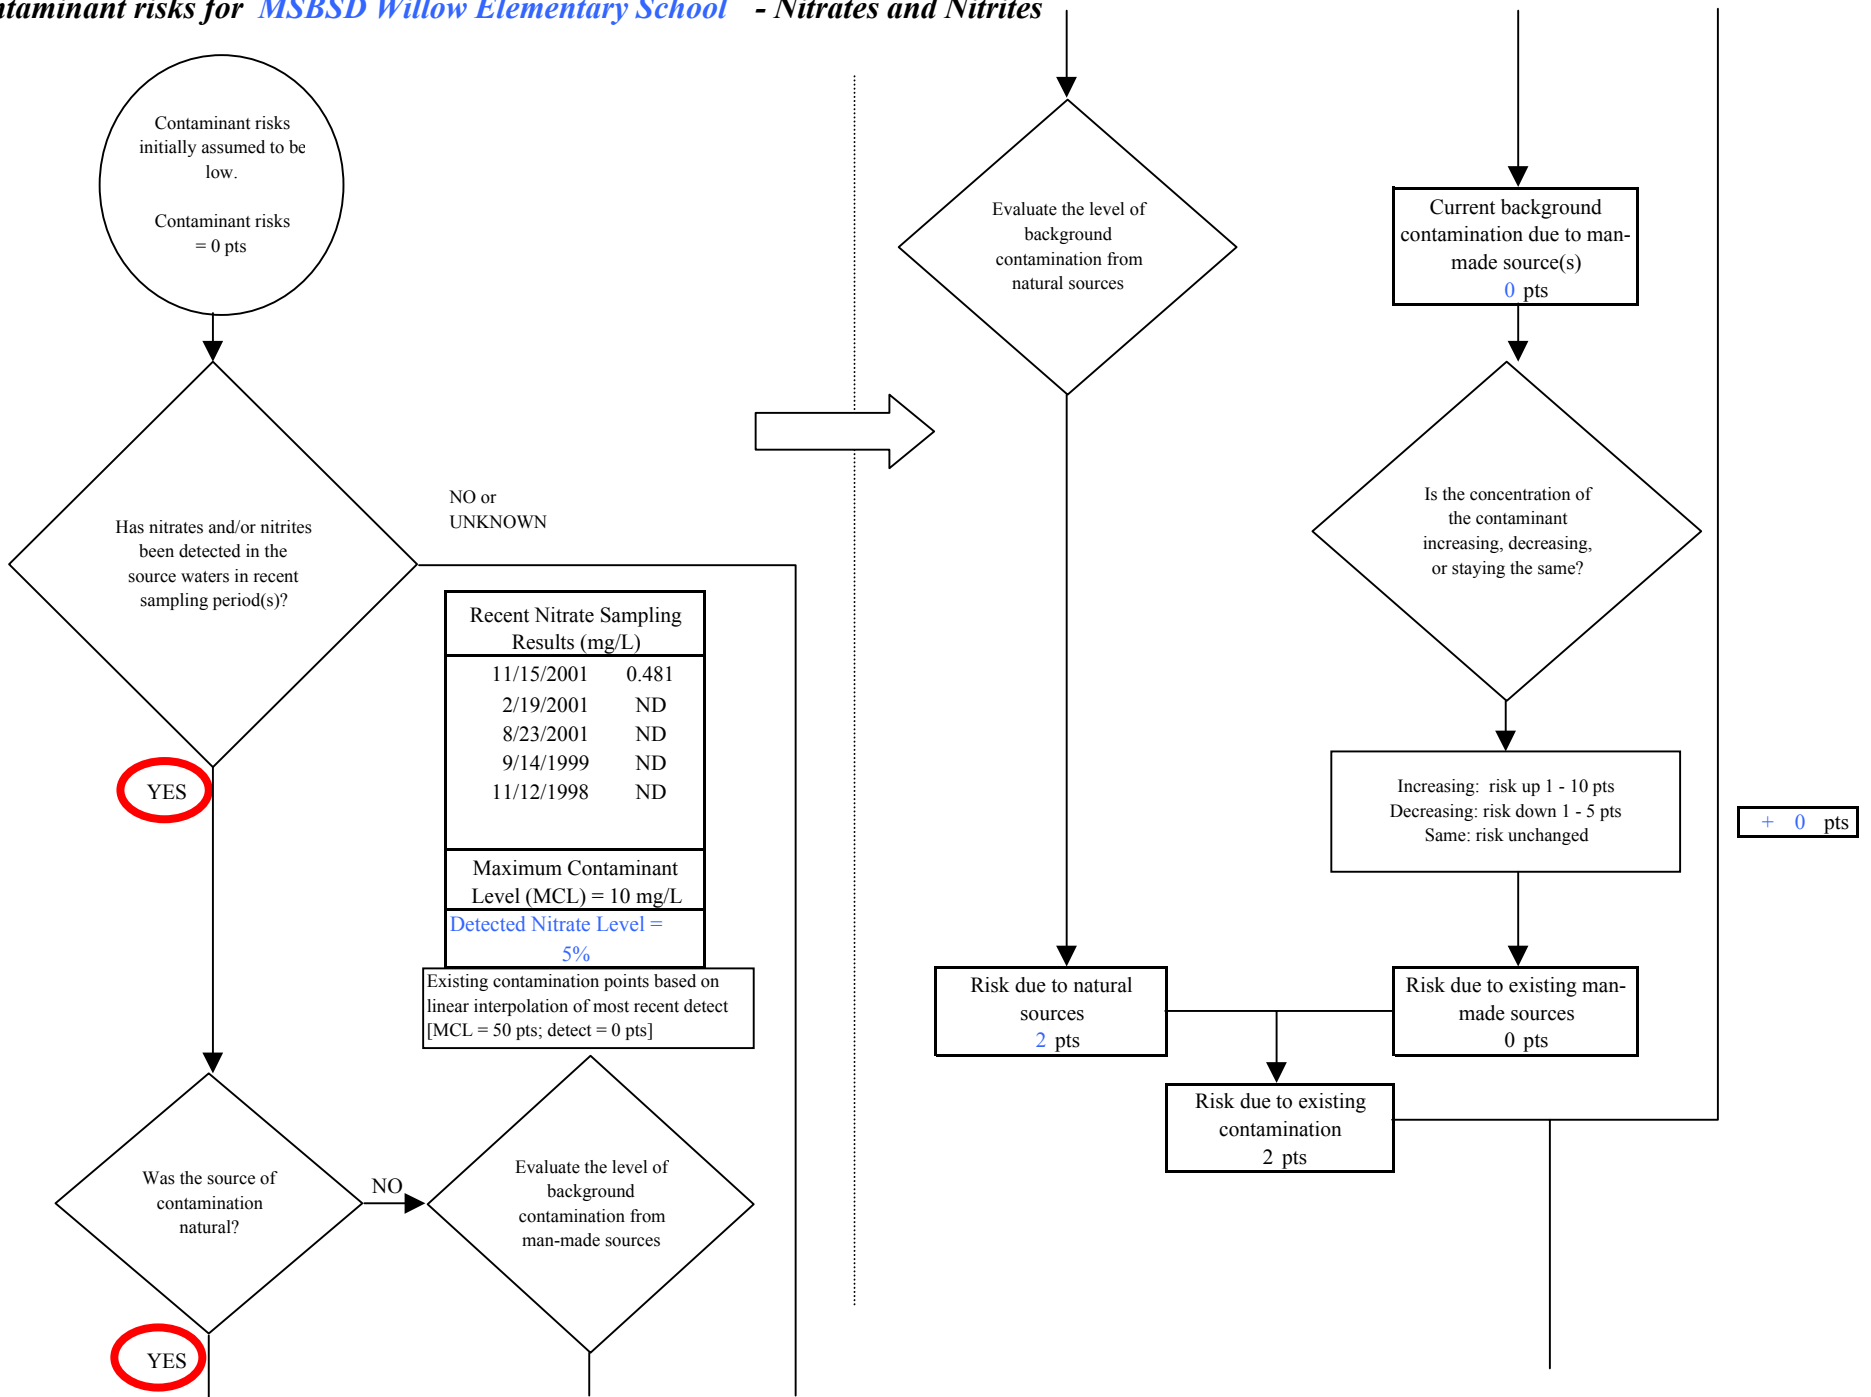 ntaminant risks for MSBSD Willow Elementary School - Nitrates and Nitrites
Contaminant risks
initially assumed to be
low.
Contaminant risks
= 0 pts
Has nitrates and/or nitrites
been detected in the
source waters in recent
sampling period(s)?
NO or
UNKNOWN
YES
Recent Nitrate Sampling
Results (mg/L)
11/15/2001 0.481
2/19/2001 ND
8/23/2001 ND
9/14/1999 ND
11/12/1998 ND
Maximum Contaminant
Level (MCL) = 10 mg/L
Detected Nitrate Level =
5%
Existing contamination points based on
linear interpolation of most recent detect
[MCL = 50 pts; detect = 0 pts]
Was the source of
contamination
natural?
NO
YES
Evaluate the level of
background
contamination from
man-made sources
Evaluate the level of
background
contamination from
natural sources
Current background
contamination due to man-
made source(s)
0 pts
Is the concentration of
the contaminant
increasing, decreasing,
or staying the same?
Increasing: risk up 1 - 10 pts
Decreasing: risk down 1 - 5 pts
Same: risk unchanged
+ 0 pts
Risk due to natural
sources
2 pts
Risk due to existing man-
made sources
0 pts
Risk due to existing
contamination
2 pts